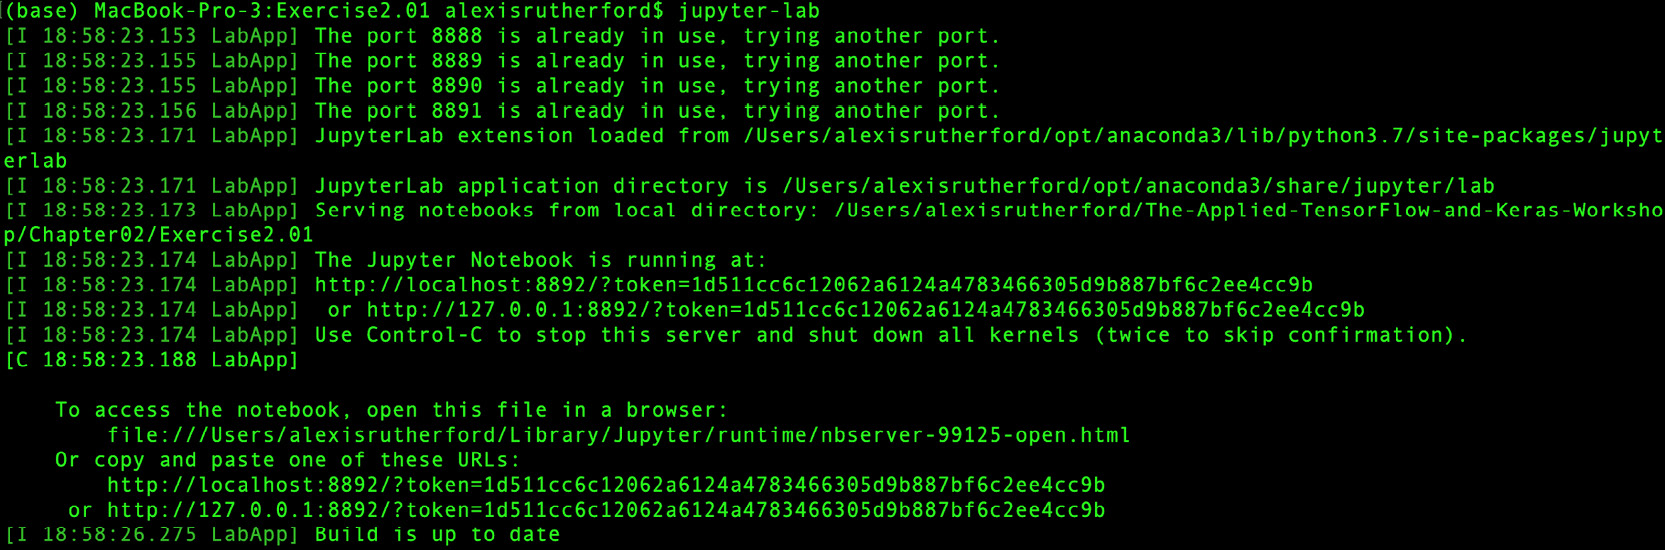 (base) MacBook-Pro-3:Exercise2.01 alexisrutherford$ jupyter-lab
[I 18:58:23.153 LabApp] The port 8888 is already in use, trying another port.
[I 18:58:23.155 LabApp] The port 8889 is already in use, trying another port.
[I 18:58:23.155 LabApp] The port 8890 is already in use, trying another port.
[I 18:58:23.156 LabApp] The port 8891 is already in use, trying another port.
[I 18:58:23.171 LabApp] JupyterLab extension loaded from /Users/alexisrutherford/opt/anaconda3/lib/python3.7/site-packages/jupyt
erlab
[I 18:58:23.171 LabApp] JupyterLab application directory is /Users/alexisrutherford/opt/anaconda3/share/jupyter/lab
[I 18:58:23.173 LabApp] Serving notebooks from local directory: /Users/alexisrutherford/The-Applied-TensorFlow-and-Keras-Worksho
p/Chapter02/Exercise2.01
[I 18:58:23.174 LabApp] The Jupyter Notebook is running at:
[I 18:58:23.174 LabApp] http://localhost:8892/?token=1d511cc6c12062a6124a4783466305d9b887bf6c2ee4cc9b
[I 18:58:23.174 LabApp]  or http://127.0.0.1:8892/?token=1d511cc6c12062a6124a4783466305d9b887bf6c2ee4cc9b
[I 18:58:23.174 LabApp] Use Control-C to stop this server and shut down all kernels (twice to skip confirmation).
[C 18:58:23.188 LabApp]
To access the notebook, open this file in a browser:
file:///Users/alexisrutherford/Library/Jupyter/runtime/nbserver-99125-open.html
Or copy and paste one of these URLs:
http://localhost:8892/?token=1d511cc6c12062a6124a4783466305d9b887bf6c2ee4cc9b
or http://127.0.0.1:8892/?token=1d511cc6c12062a6124a4783466305d9b887bf6c2ee4cc9b
[I 18:58:26.275 LabApp] Build is up to date